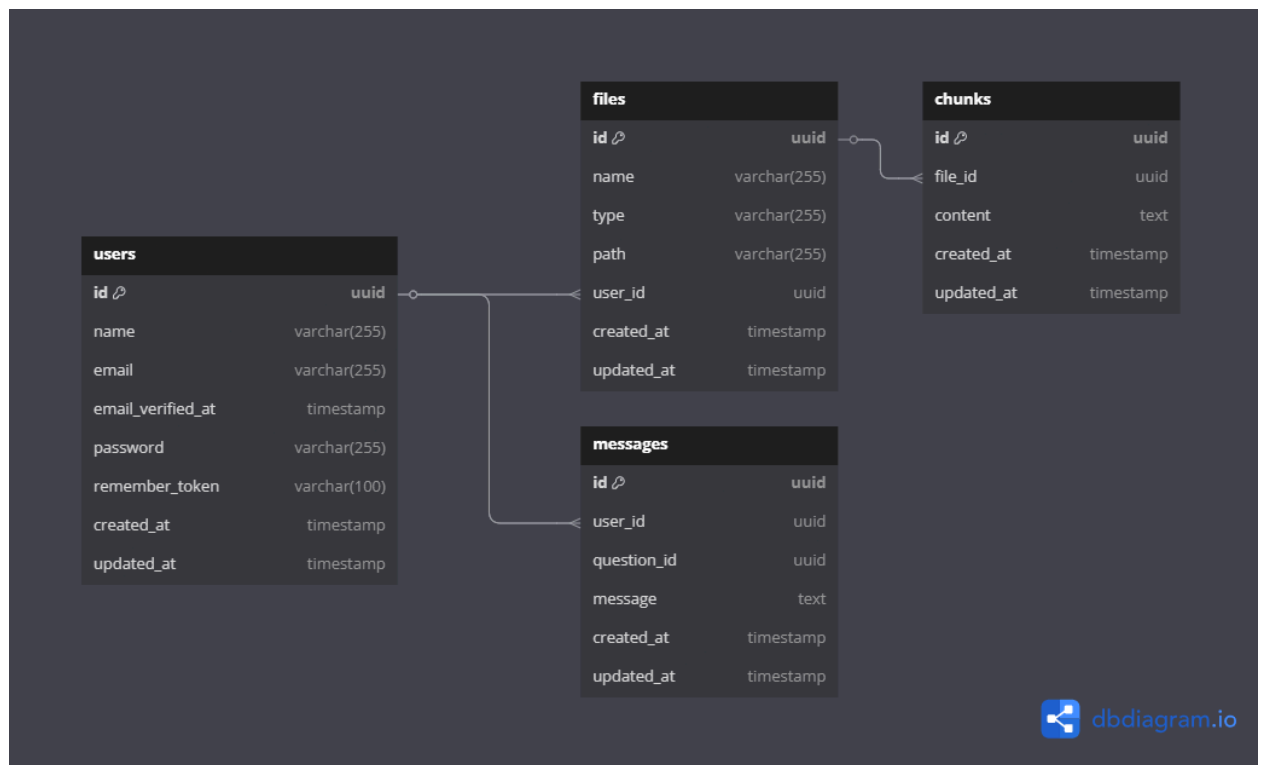 users
id uuid
name varchar(255)
email varchar(255)
email_verified_at timestamp
password varchar(255)
remember_token varchar(100)
created_at timestamp
updated_at timestamp
files
id uuid
name varchar(255)
type varchar(255)
path varchar(255)
user_id uuid
created_at timestamp
updated_at timestamp
messages
id uuid
user_id uuid
question_id uuid
message text
created_at timestamp
updated_at timestamp
chunks
id uuid
file_id uuid
content text
created_at timestamp
updated_at timestamp
dbdiagram.io